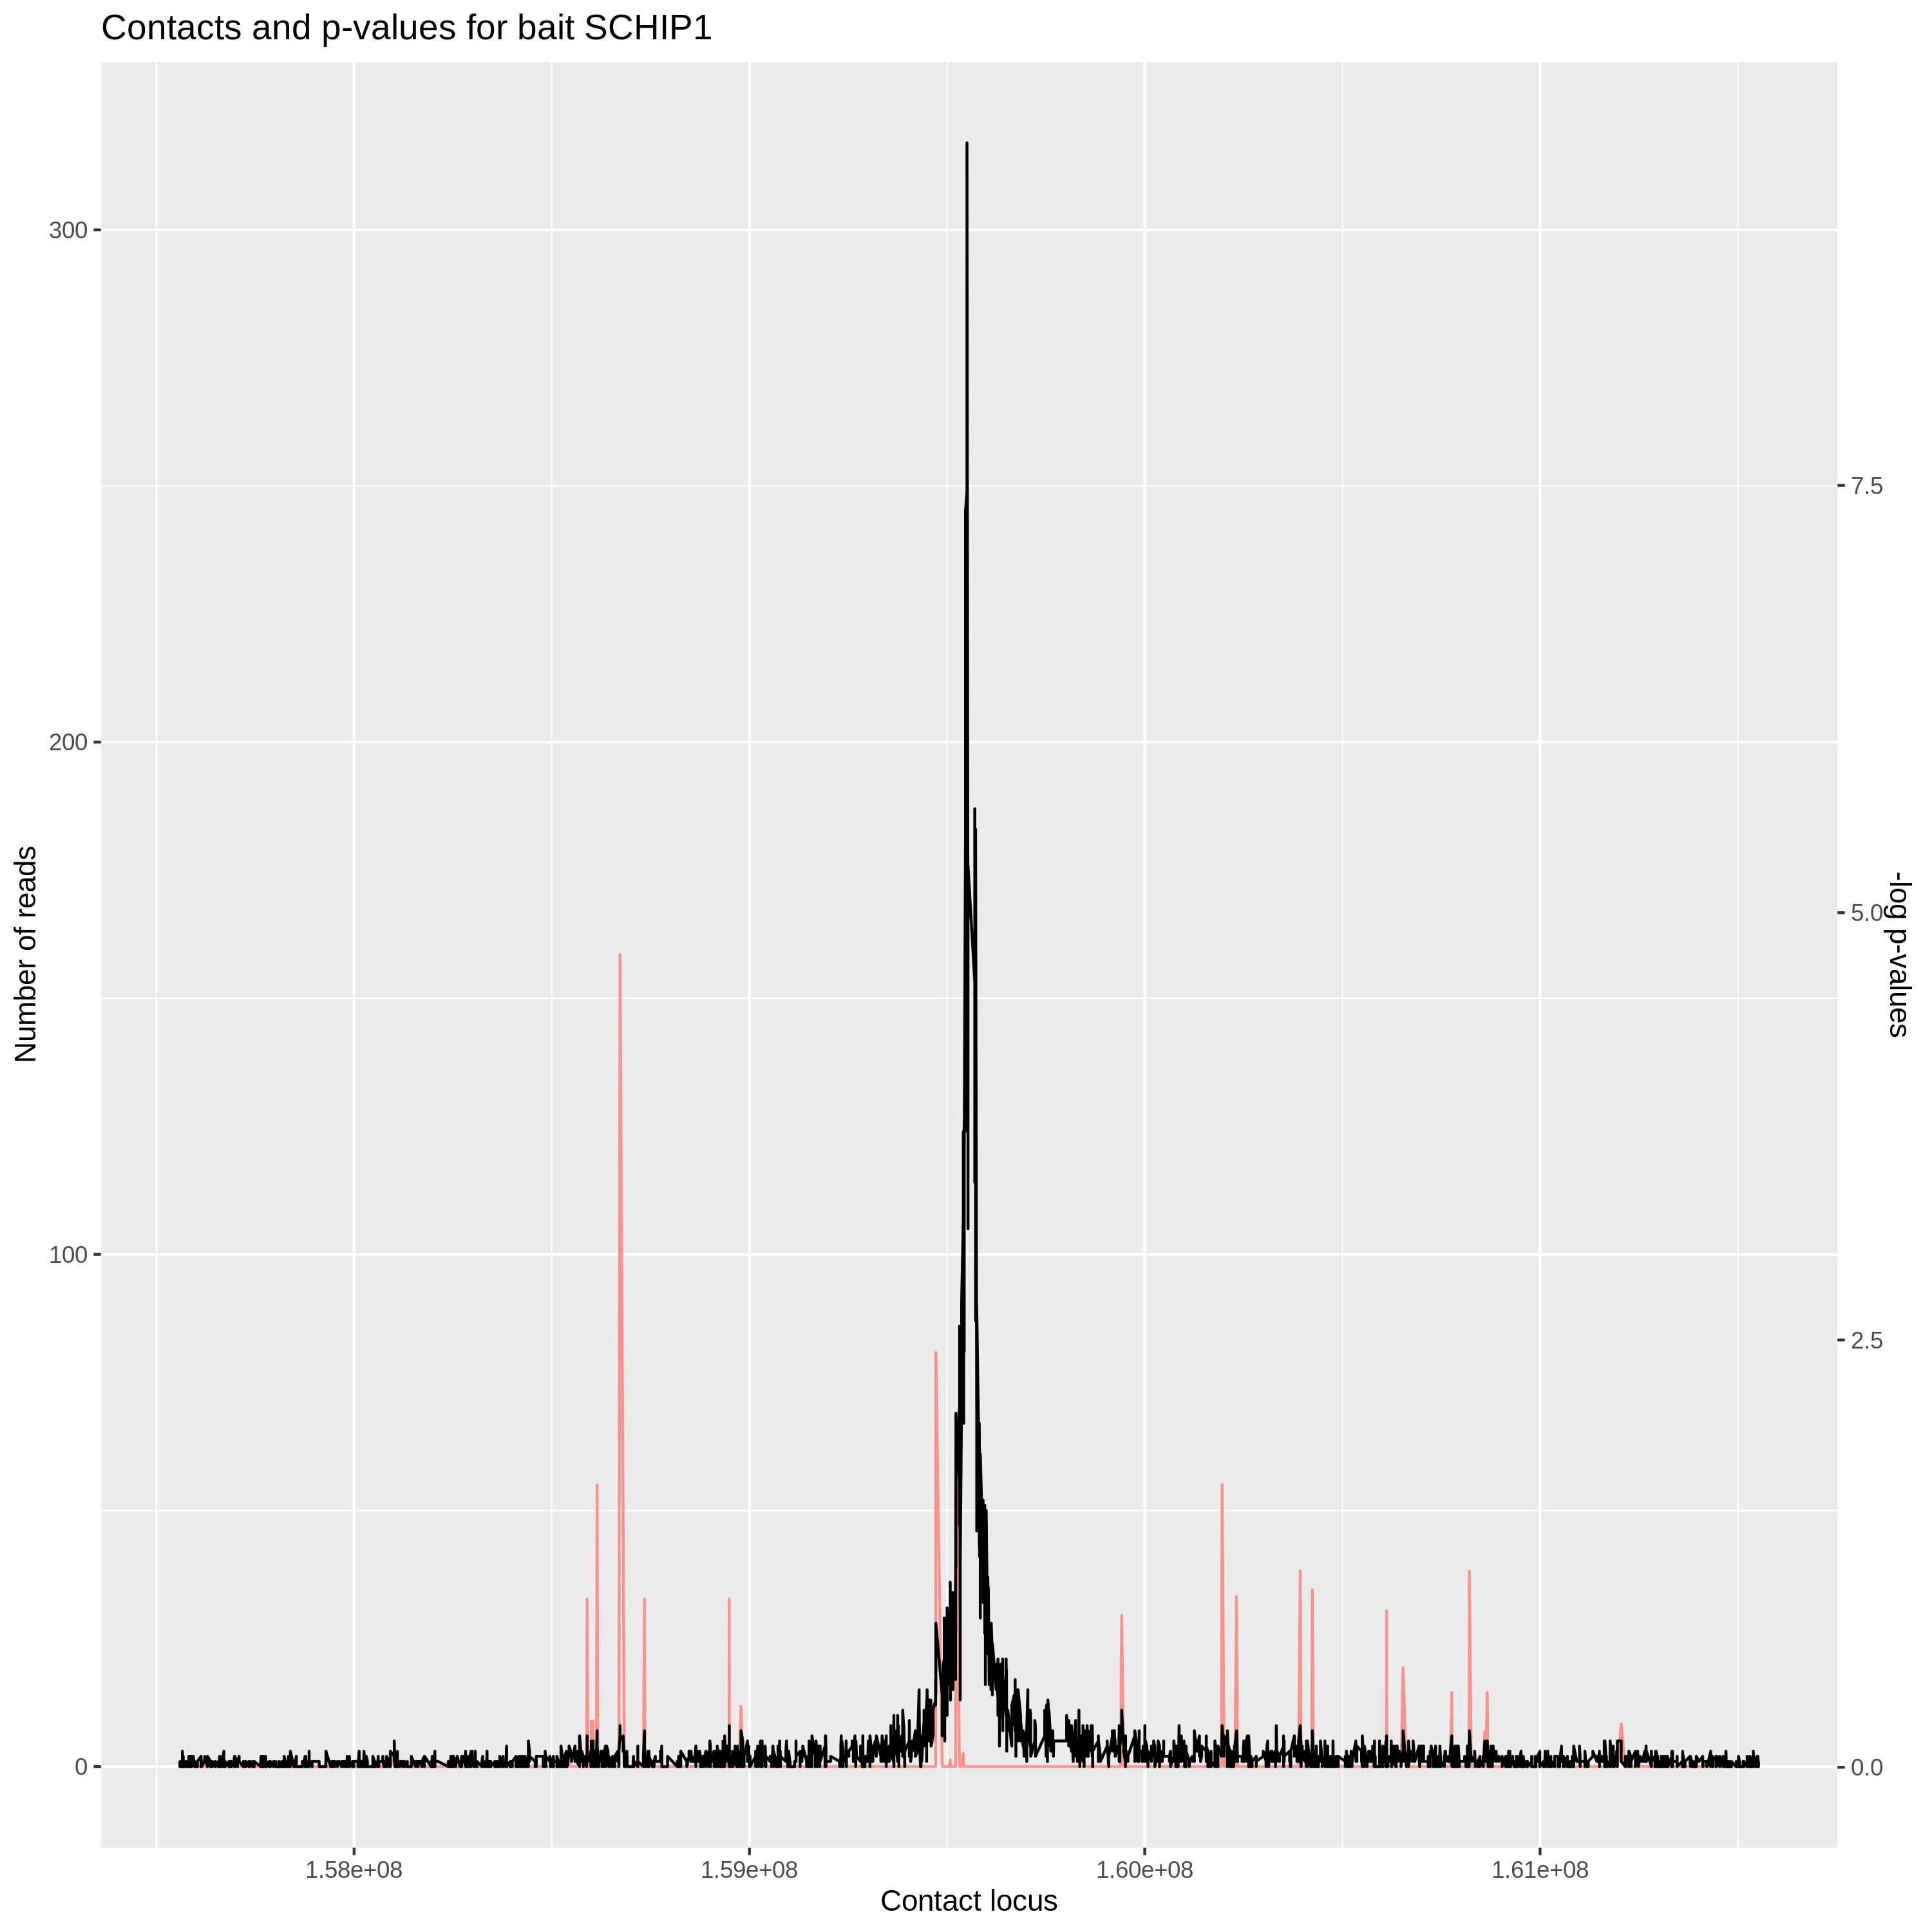 Contacts and p-values for bait SCHIP1
300
200
100
0
Number of reads
7.5
5.0
2.5
0.0
-log p-values
1.58e+08
1.59e+08
1.60e+08
1.61e+08
Contact locus